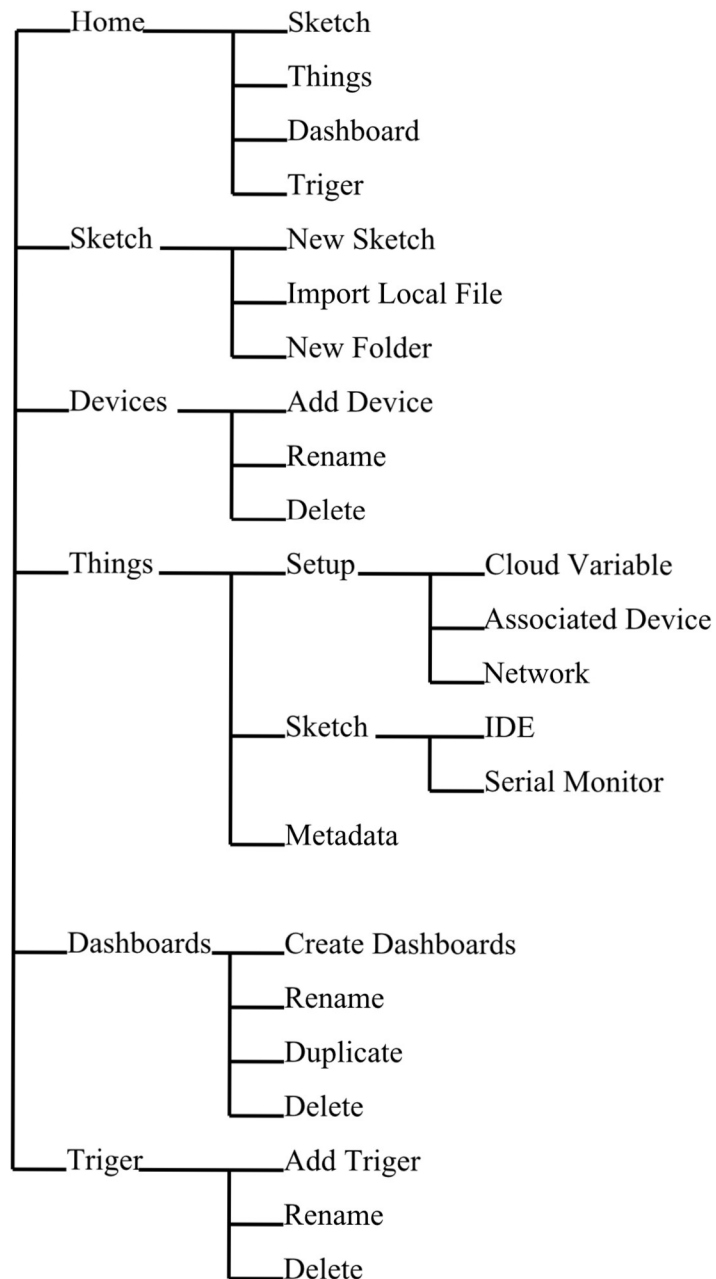 Home Sketch
Things
Dashboard
Triger
Sketch New Sketch
Import Local File
New Folder
Devices Add Device
Rename
Delete
Things Setup Cloud Variable
Associated Device
Network
Sketch IDE
Serial Monitor
Metadata
Dashboards Create Dashboards
Rename
Duplicate
Delete
Triger Add Triger
Rename
Delete